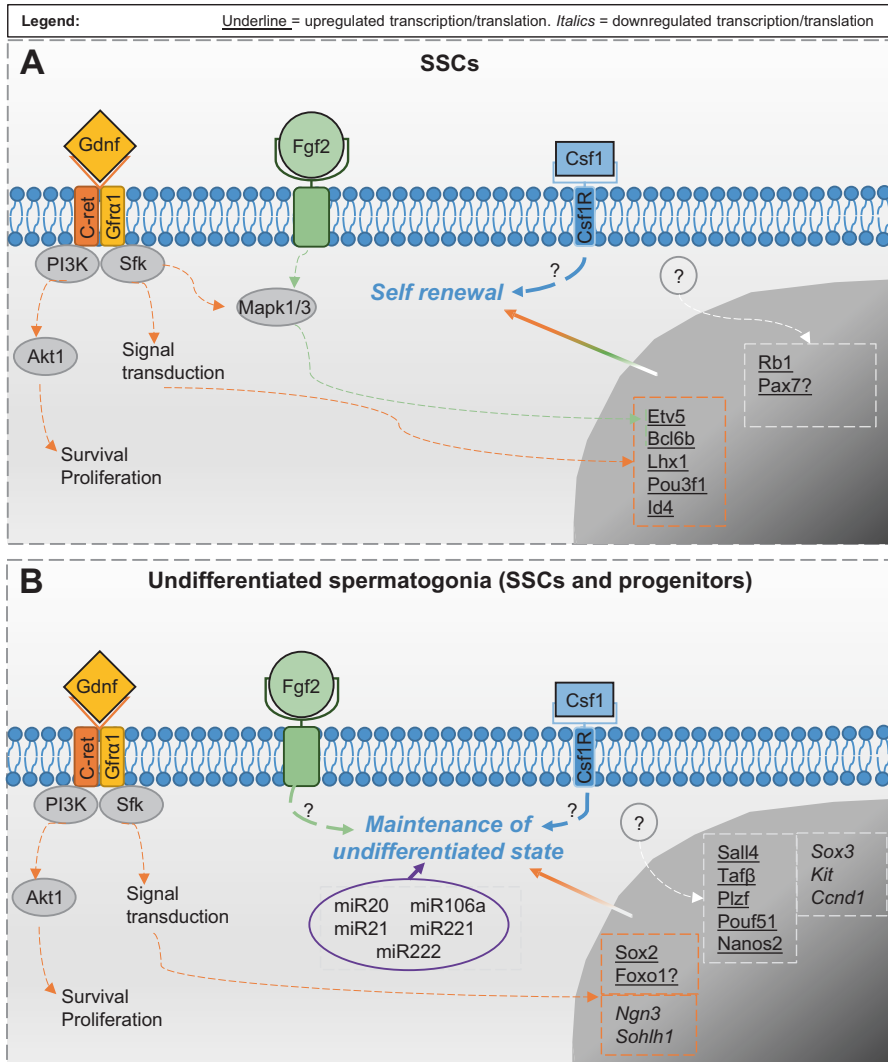 Legend: Underline = upregulated transcription/translation. Italics = downregulated transcription/translation
A
SSCs
Gdnf
Fgf2
Csf1
C-ret
Gfrα1
Csf1R
PI3K
Sfk
?
?
Self renewal
Mapk1/3
Akt1
Signal
transduction
Rb1
Pax7?
Etv5
Bcl6b
Lhx1
Pou3f1
Id4
Survival
Proliferation
B
Undifferentiated spermatogonia (SSCs and progenitors)
Gdnf
Fgf2
Csf1
C-ret
Gfrα1
Csf1R
PI3K
Sfk
?
?
?
Maintenance of
undifferentiated state
Akt1
Signal
transduction
miR20 miR106a
miR21 miR221
miR222
Sall4
Tafβ
Plzf
Pouf51
Nanos2
Sox3
Kit
Ccnd1
Sox2
Foxo1?
Ngn3
Sohlh1
Survival
Proliferation